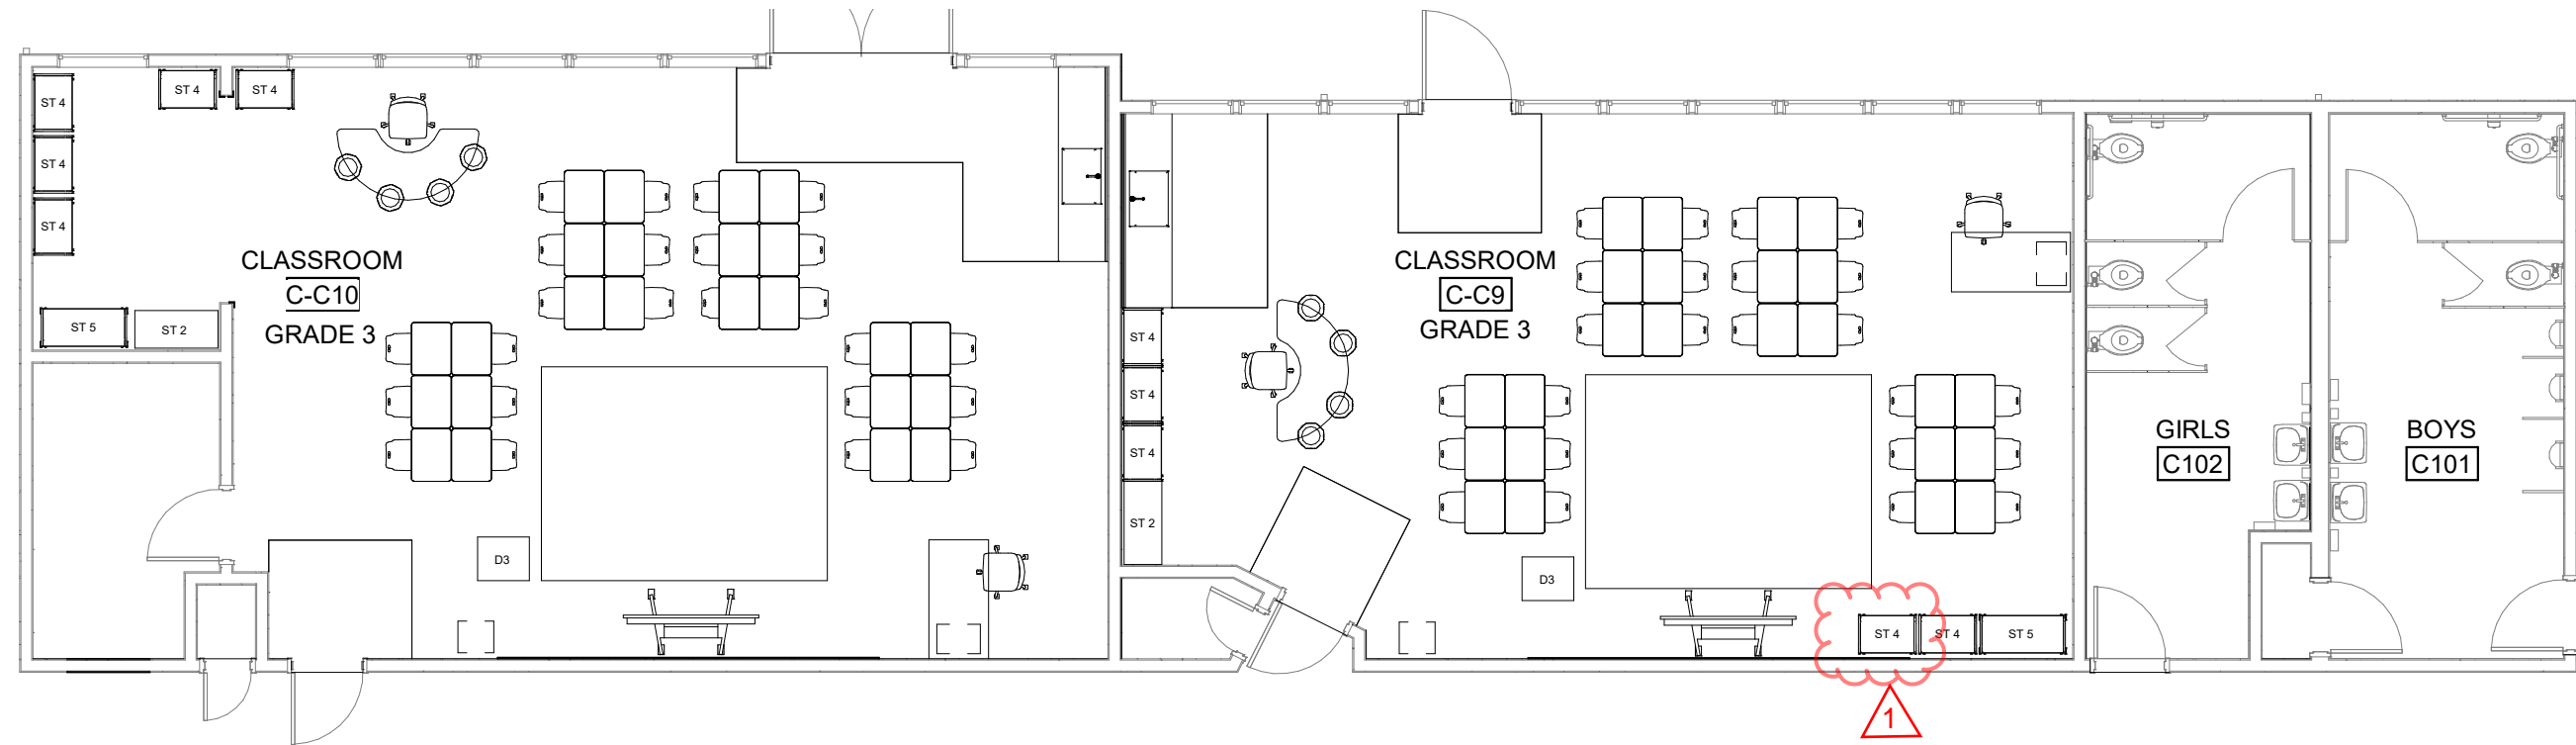 ST 4
ST 4
ST 4
ST 4
ST 4
CLASSROOM
C-C10
GRADE 3
ST 5
ST 2
D3
CLASSROOM
C-C9
GRADE 3
ST 4
ST 4
ST 4
ST 2
D3
ST 4
ST 4
ST 5
1
GIRLS
C102
BOYS
C101